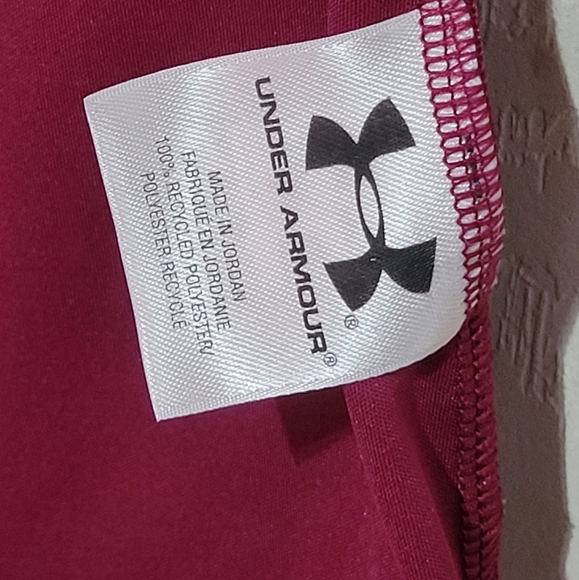 UNDER ARMOUR®
MADE IN JORDAN
FABRIQUE EN JORDANIE
100% RECYCLED POLYESTER/
POLYESTER RECYCLÉ